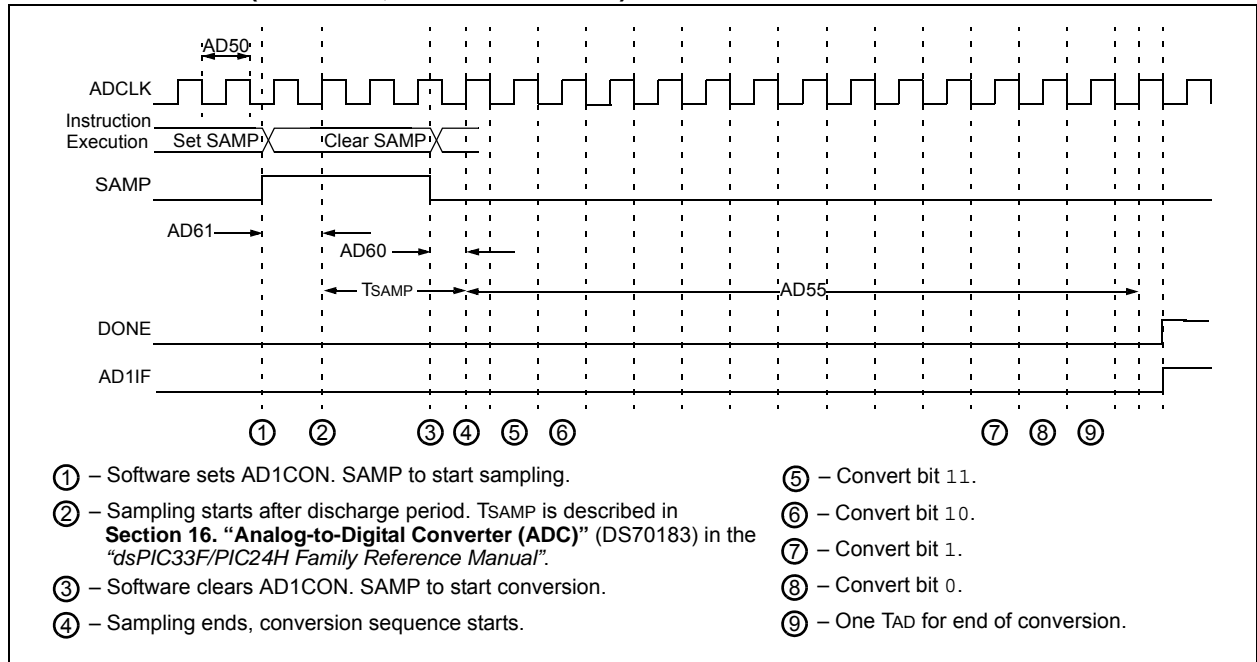 AD50
ADCLK
Instruction
Execution
Set SAMP
Clear SAMP
SAMP
AD61
AD60
TSAMP
AD55
DONE
AD1IF
1 2 3 4 5 6 7 8 9
1 – Software sets AD1CON. SAMP to start sampling.
2 – Sampling starts after discharge period. TSAMP is described in
Section 16. “Analog-to-Digital Converter (ADC)” (DS70183) in the
“dsPIC33F/PIC24H Family Reference Manual”.
3 – Software clears AD1CON. SAMP to start conversion.
4 – Sampling ends, conversion sequence starts.
5 – Convert bit 11.
6 – Convert bit 10.
7 – Convert bit 1.
8 – Convert bit 0.
9 – One TAD for end of conversion.